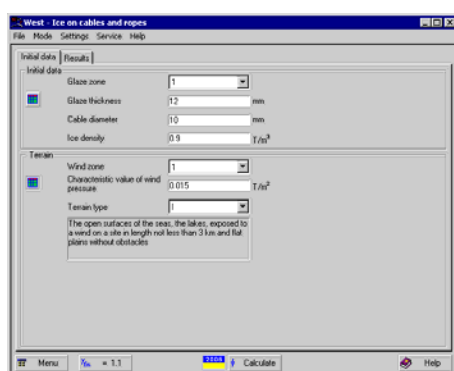 West - Ice on cables and ropes
File Mode Settings Service Help
Initial data Results
Initial data
Glaze zone 1
Glaze thickness 12 mm
Cable diameter 10 mm
Ice density 0.9 T/m³
Terrain
Wind zone 1
Characteristic value of wind
pressure 0.015 T/m²
Terrain type 1
The open surfaces of the seas, the lakes, exposed to
a wind on a site in length not less than 3 km and flat
plains without obstacles
Menu = 1.1 Calculate Help